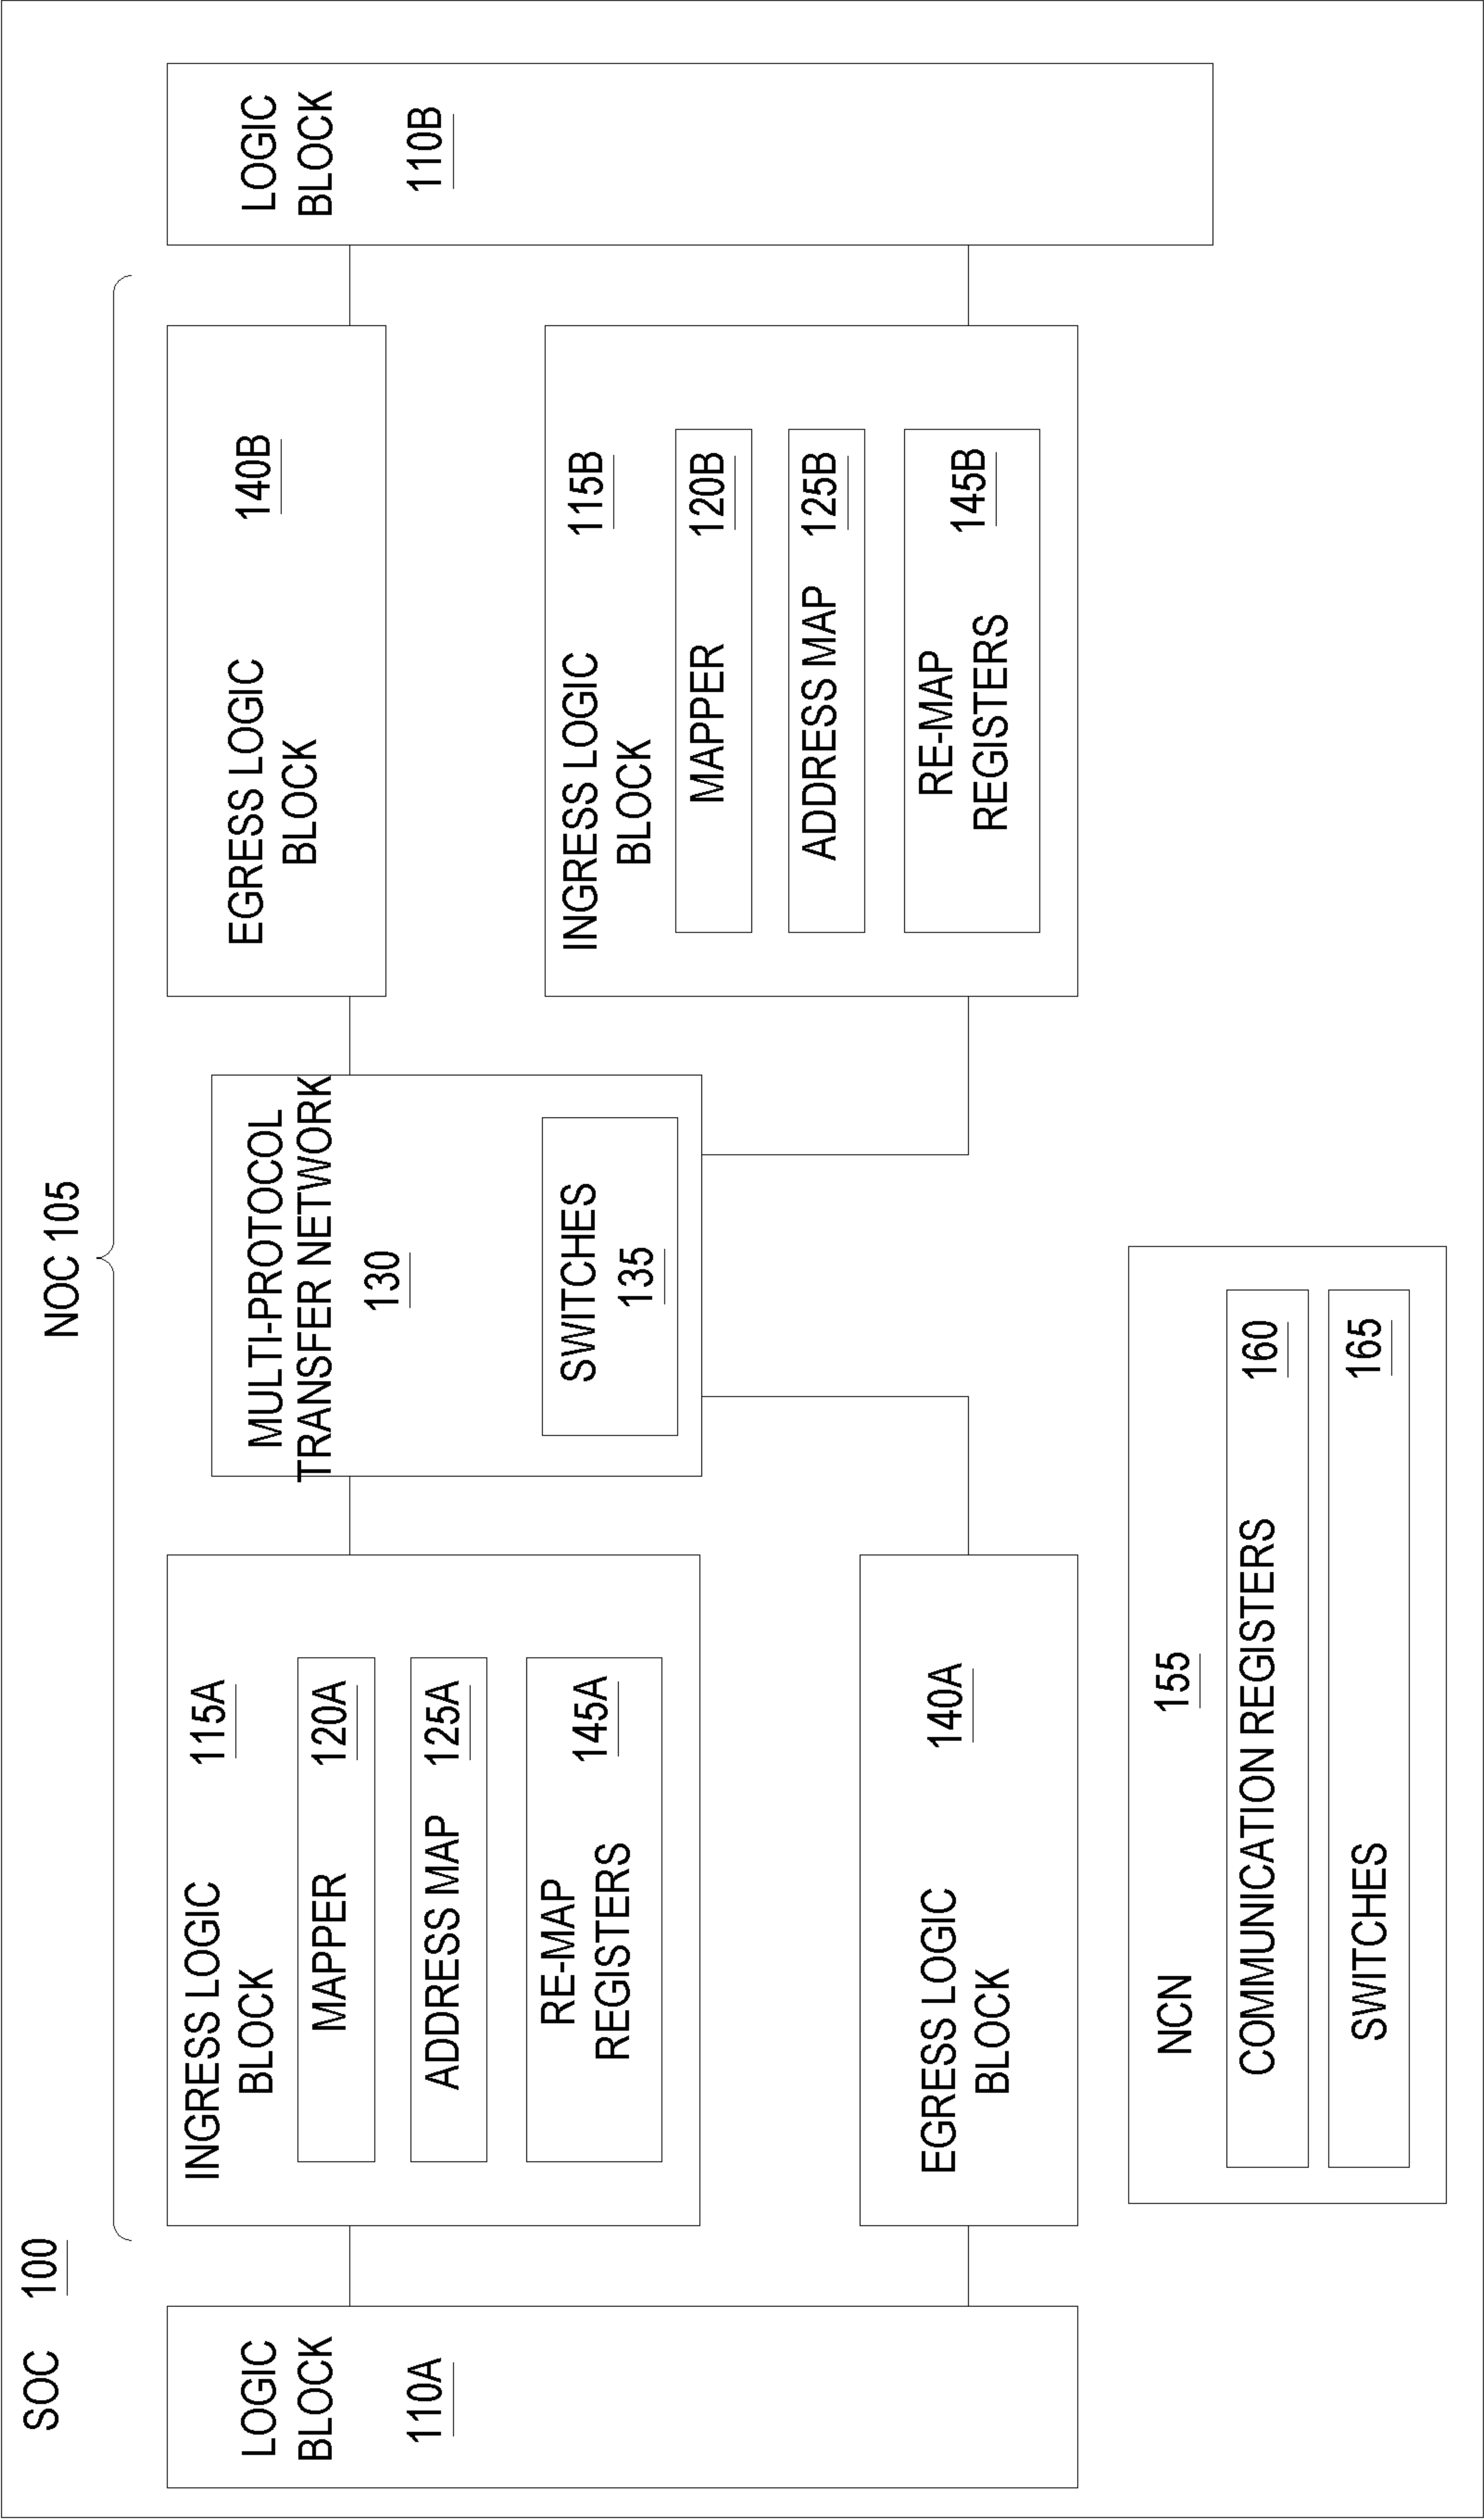 SOC 100
NOC 105
LOGIC
BLOCK
110A
INGRESS LOGIC
BLOCK
115A
MAPPER 120A
ADDRESS MAP 125A
RE-MAP
REGISTERS
145A
EGRESS LOGIC
BLOCK
140A
MULTI-PROTOCOL
TRANSFER NETWORK
130
SWITCHES
135
EGRESS LOGIC
BLOCK
140B
INGRESS LOGIC
BLOCK
115B
MAPPER 120B
ADDRESS MAP 125B
RE-MAP
REGISTERS
145B
LOGIC
BLOCK
110B
NCN 155
COMMUNICATION REGISTERS 160
SWITCHES 165